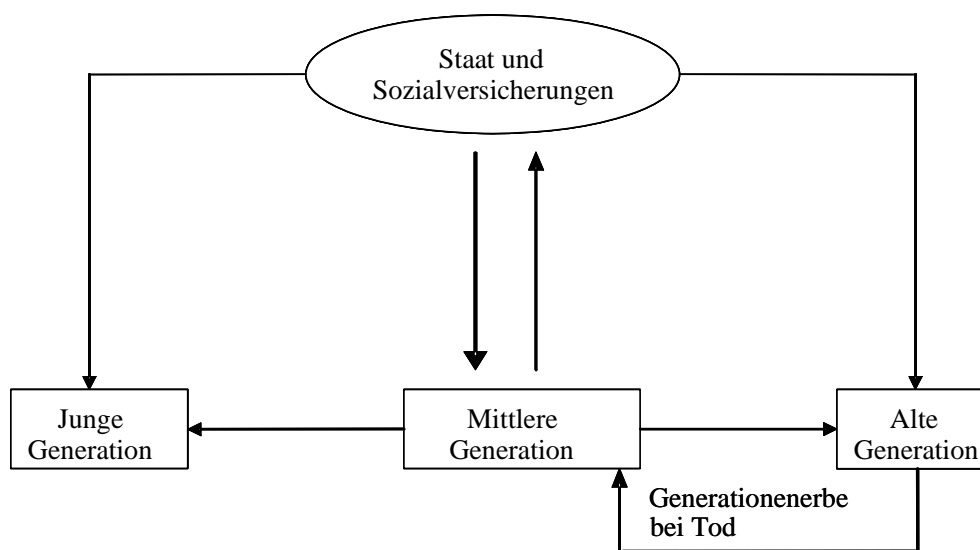 Staat und
Sozialversicherungen
Junge
Generation
Mittlere
Generation
Alte
Generation
Generationenerbe
bei Tod